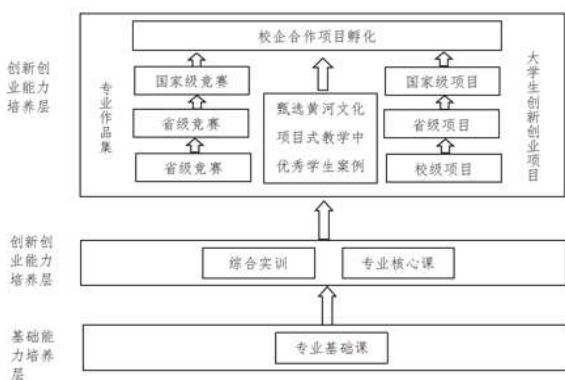 创新创
业能力
培养层
专业作品集
校企合作项目孵化
国家级竞赛
省级竞赛
省级竞赛
甄选黄河文化
项目式教学中
优秀学生案例
国家级项目
省级项目
校级项目
大学生创新创业项目
创新创
业能力
培养层
综合实训
专业核心课
基础能
力培养
层
专业基础课